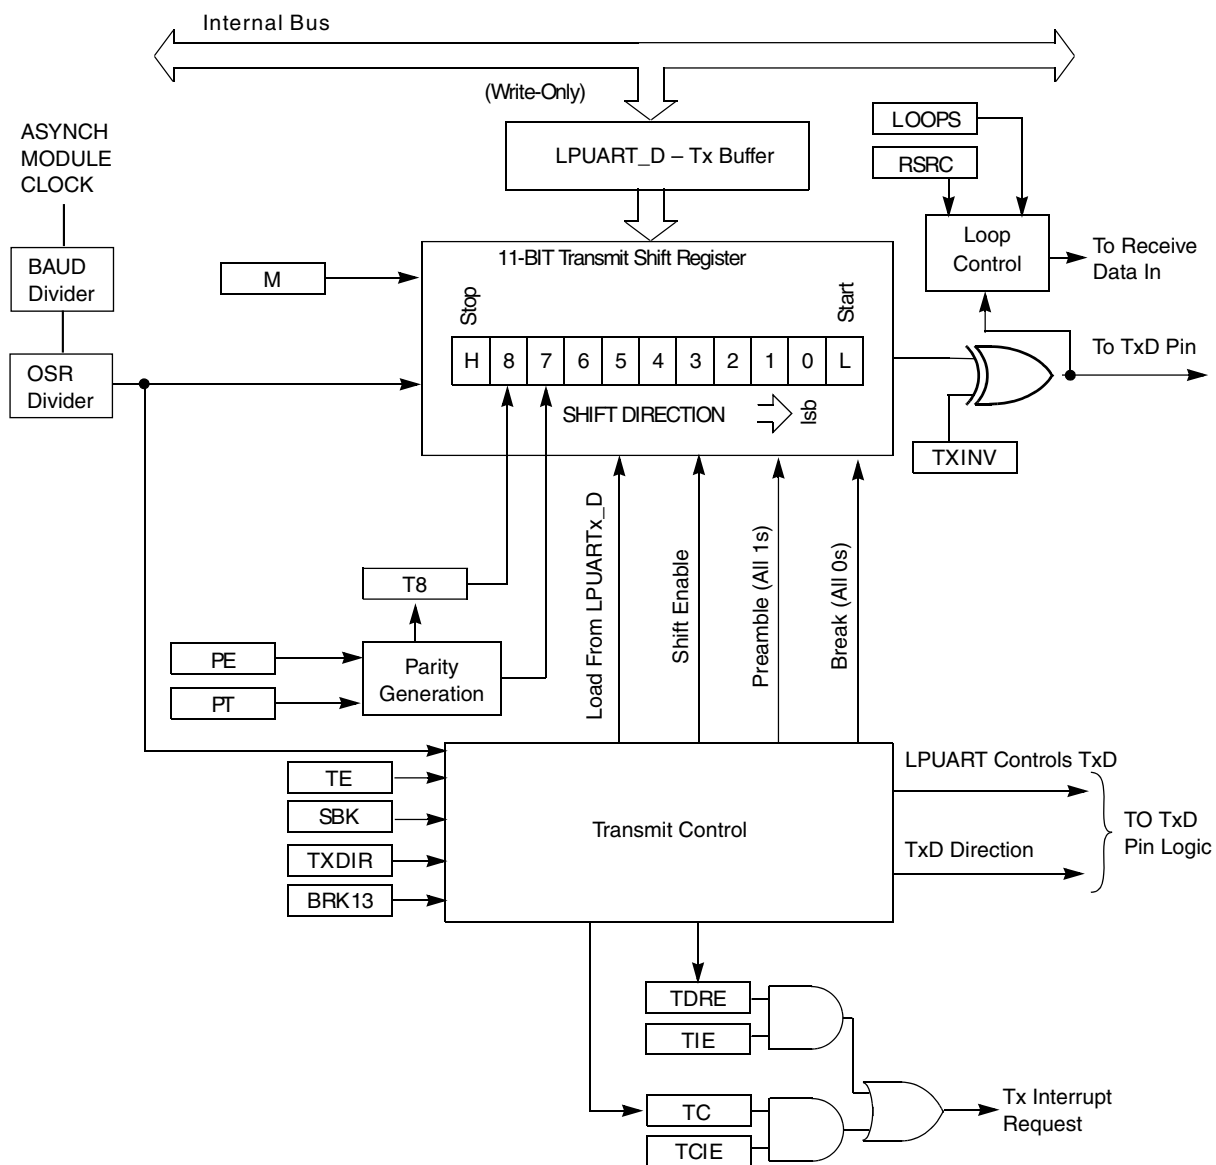 Internal Bus
(Write-Only)
ASYNCH
MODULE
CLOCK
LPUART_D – Tx Buffer
LOOPS
RSRC
Loop
Control
To Receive
Data In
BAUD
Divider
M
11-BIT Transmit Shift Register
Stop
Start
H 8 7 6 5 4 3 2 1 0 L
To TxD Pin
OSR
Divider
SHIFT DIRECTION
lsb
TXINV
Load From LPUARTx_D
Shift Enable
Preamble (All 1s)
Break (All 0s)
T8
PE
PT
Parity
Generation
TE
SBK
TXDIR
BRK13
Transmit Control
LPUART Controls TxD
TxD Direction
TO TxD
Pin Logic
TDRE
TIE
TC
TCIE
Tx Interrupt
Request